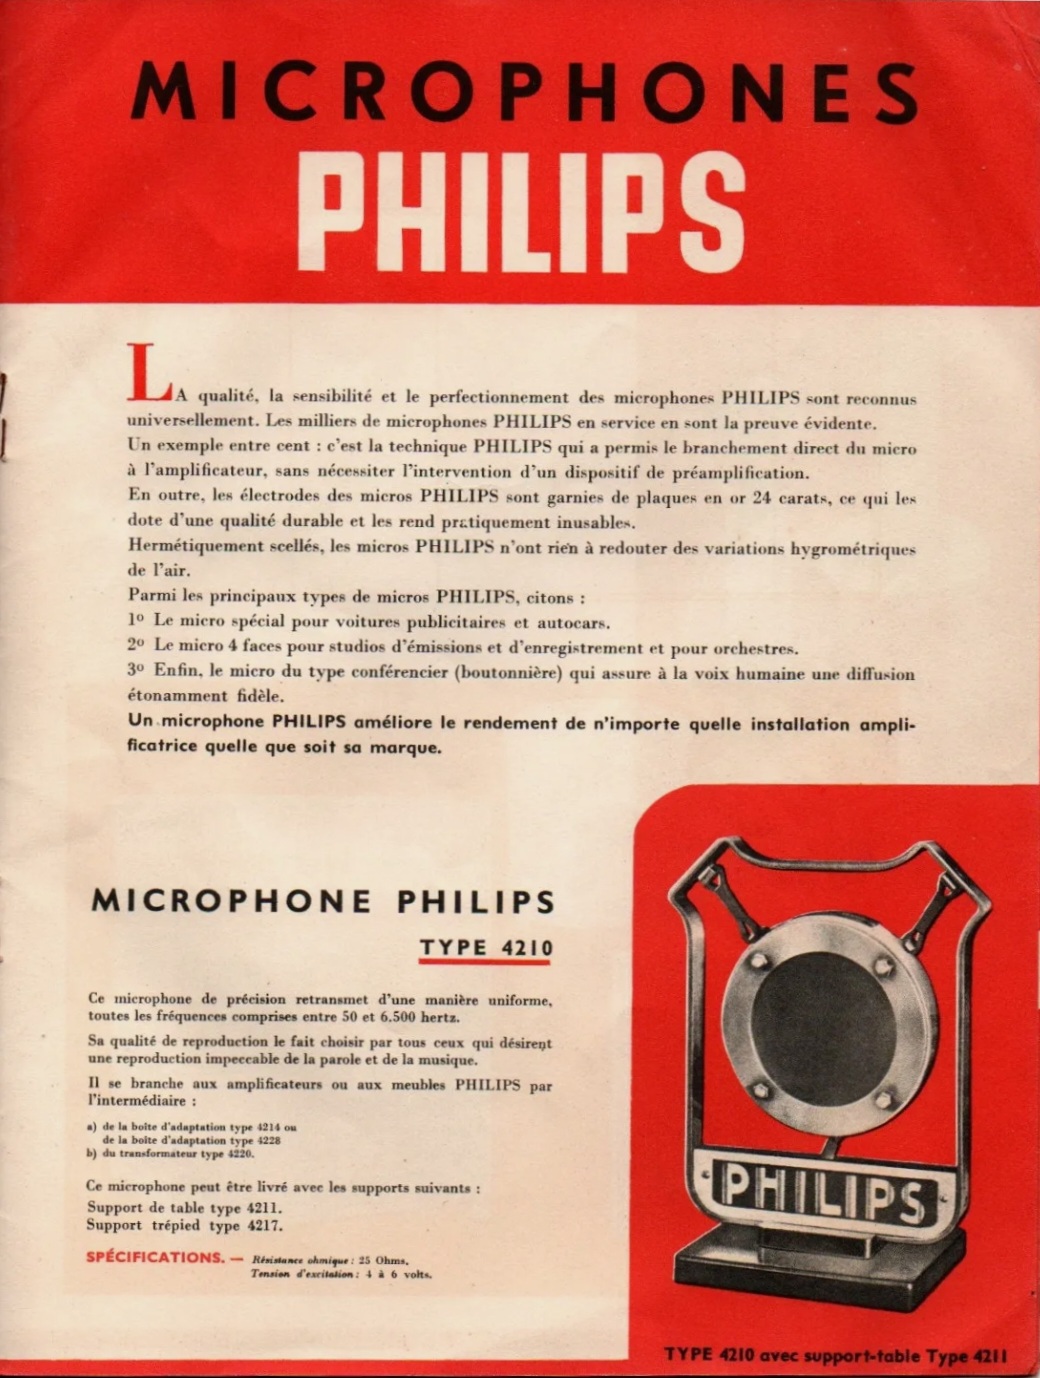 MICROPHONES
PHILIPS
LA qualité, la sensibilité et le perfectionnement des microphones PHILIPS sont reconnus
universellement. Les milliers de microphones PHILIPS en service en sont la preuve évidente.
Un exemple entre cent : c'est la technique PHILIPS qui a permis le branchement direct du micro
à l'amplificateur, sans nécessiter l'intervention d'un dispositif de préamplification.
En outre, les électrodes des micros PHILIPS sont garnies de plaques en or 24 carats, ce qui les
dote d'une qualité durable et les rend pratiquement inusables.
Hermétiquement scellés, les micros PHILIPS n'ont rien à redouter des variations hygrométriques
de l'air.
Parmi les principaux types de micros PHILIPS, citons :
1º Le micro spécial pour voitures publicitaires et autocars.
2º Le micro 4 faces pour studios d'émissions et d'enregistrement et pour orchestres.
3º Enfin, le micro du type conférencier (boutonnière) qui assure à la voix humaine une diffusion
étonamment fidèle.
Un microphone PHILIPS améliore le rendement de n'importe quelle installation ampli-
ficatrice quelle que soit sa marque.
MICROPHONE PHILIPS
TYPE 4210
Ce microphone de précision retransmet d'une manière uniforme,
toutes les fréquences comprises entre 50 et 6.500 hertz.
Sa qualité de reproduction le fait choisir par tous ceux qui désirent
une reproduction impeccable de la parole et de la musique.
Il se branche aux amplificateurs ou aux meubles PHILIPS par
l'intermédiaire :
a) de la boîte d'adaptation type 4214 ou
de la boîte d'adaptation type 4228
b) du transformateur type 4220.
Ce microphone peut être livré avec les supports suivants :
Support de table type 4211.
Support trépied type 4217.
SPÉCIFICATIONS. — Résistance ohmique : 25 Ohms.
Tension d'excitation : 4 à 6 volts.
PHILIPS
TYPE 4210 avec support-table Type 4211